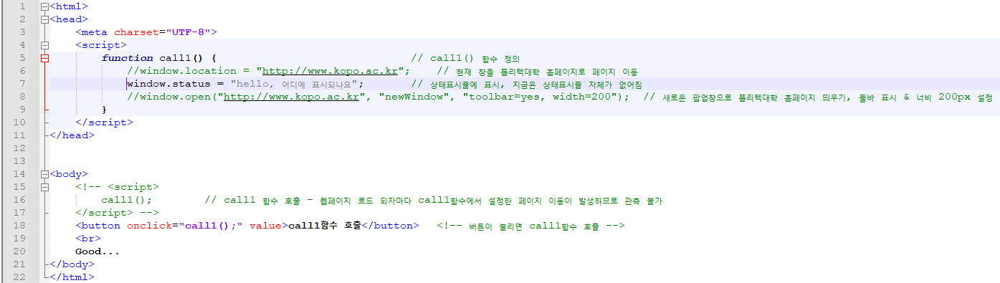 1 <html>
2 <head>
3 <meta charset="UTF-8">
4 <script>
5 function call1() { // call1() 함수 정의
6 //window.location = "http://www.kopo.ac.kr"; // 현재 창을 폴리텍대학 홈페이지로 페이지 이동
7 window.status = "hello, 어디에 표시되나요"; // 상태표시줄에 표시, 지금은 상태표시줄 자체가 없어짐
8 //window.open("http://www.kopo.ac.kr", "newWindow", "toolbar=yes, width=200"); // 새로운 팝업창으로 폴리텍대학 홈페이지 띄우기, 툴바 표시 & 너비 200px 설정
9 }
10 </script>
11 </head>
12
13
14 <body>
15 <!-- <script>
16 call1(); // call1 함수 호출 - 웹페이지 로드 되자마다 call1함수에서 설정한 페이지 이동이 발생하므로 관측 불가
17 </script> -->
18 <button onclick="call1();" value>call1함수 호출</button> <!-- 버튼이 눌리면 call1함수 호출 -->
19 <br>
20 Good...
21 </body>
22 </html>